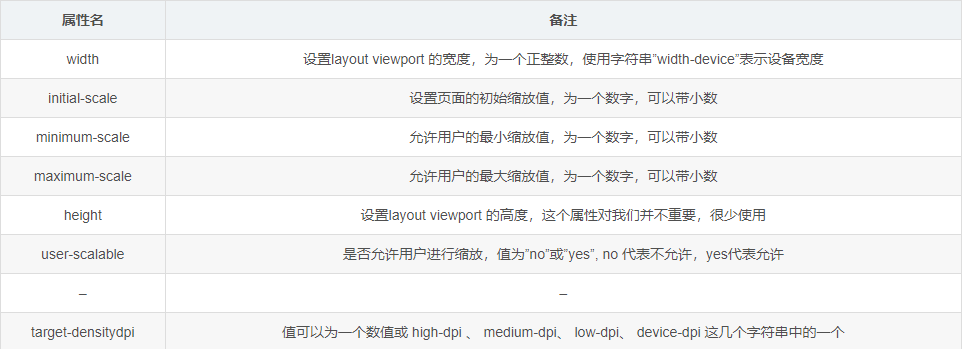 属性名 备注
width 设置layout viewport 的宽度，为一个正整数，使用字符串”width-device”表示设备宽度
initial-scale 设置页面的初始缩放值，为一个数字，可以带小数
minimum-scale 允许用户的最小缩放值，为一个数字，可以带小数
maximum-scale 允许用户的最大缩放值，为一个数字，可以带小数
height 设置layout viewport 的高度，这个属性对我们并不重要，很少使用
user-scalable 是否允许用户进行缩放，值为”no”或”yes”, no 代表不允许，yes代表允许
– –
target-densitydpi 值可以为一个数值或 high-dpi 、 medium-dpi、 low-dpi、 device-dpi 这几个字符串中的一个